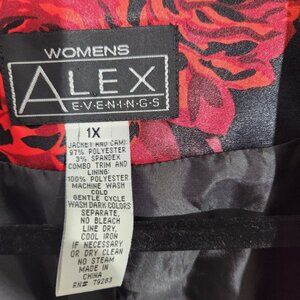 WOMENS
ALEX
EVENINGS
1X
JACKET AND CAMI:
97% POLYESTER
3% SPANDEX
COMBO TRIM AND
LINING:
100% POLYESTER
MACHINE WASH
COLD
GENTLE CYCLE
WASH DARK COLORS
SEPARATE,
NO BLEACH
LINE DRY,
COOL IRON
IF NECESSARY
OR DRY CLEAN
NO STEAM
MADE IN
CHINA
RN# 79283